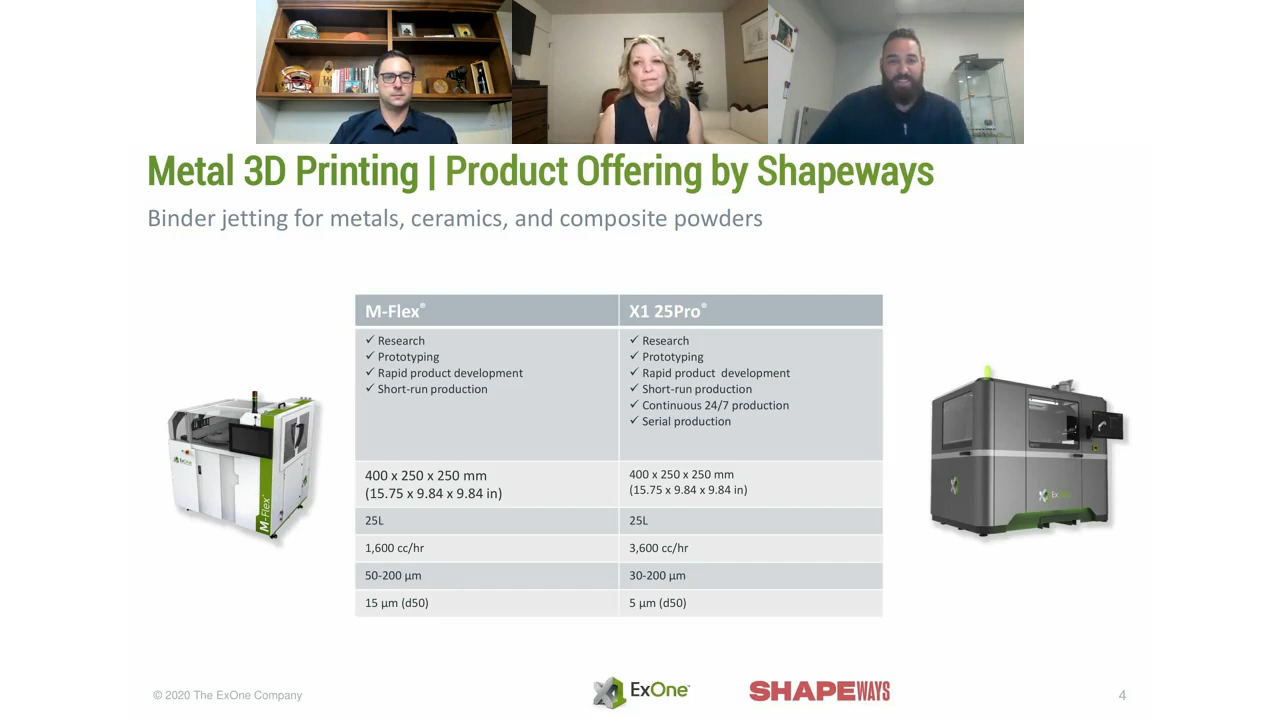 Metal 3D Printing | Product Offering by Shapeways
Binder jetting for metals, ceramics, and composite powders
M-Flex®
X1 25Pro®
✓ Research
✓ Prototyping
✓ Rapid product development
✓ Short-run production
✓ Research
✓ Prototyping
✓ Rapid product development
✓ Short-run production
✓ Continuous 24/7 production
✓ Serial production
400 x 250 x 250 mm
(15.75 x 9.84 x 9.84 in)
400 x 250 x 250 mm
(15.75 x 9.84 x 9.84 in)
25L
25L
1,600 cc/hr
3,600 cc/hr
50-200 µm
30-200 µm
15 µm (d50)
5 µm (d50)
ExOne
M-Flex
ExOne
© 2020 The ExOne Company
X1 ExOne™
SHAPEWAYS
4